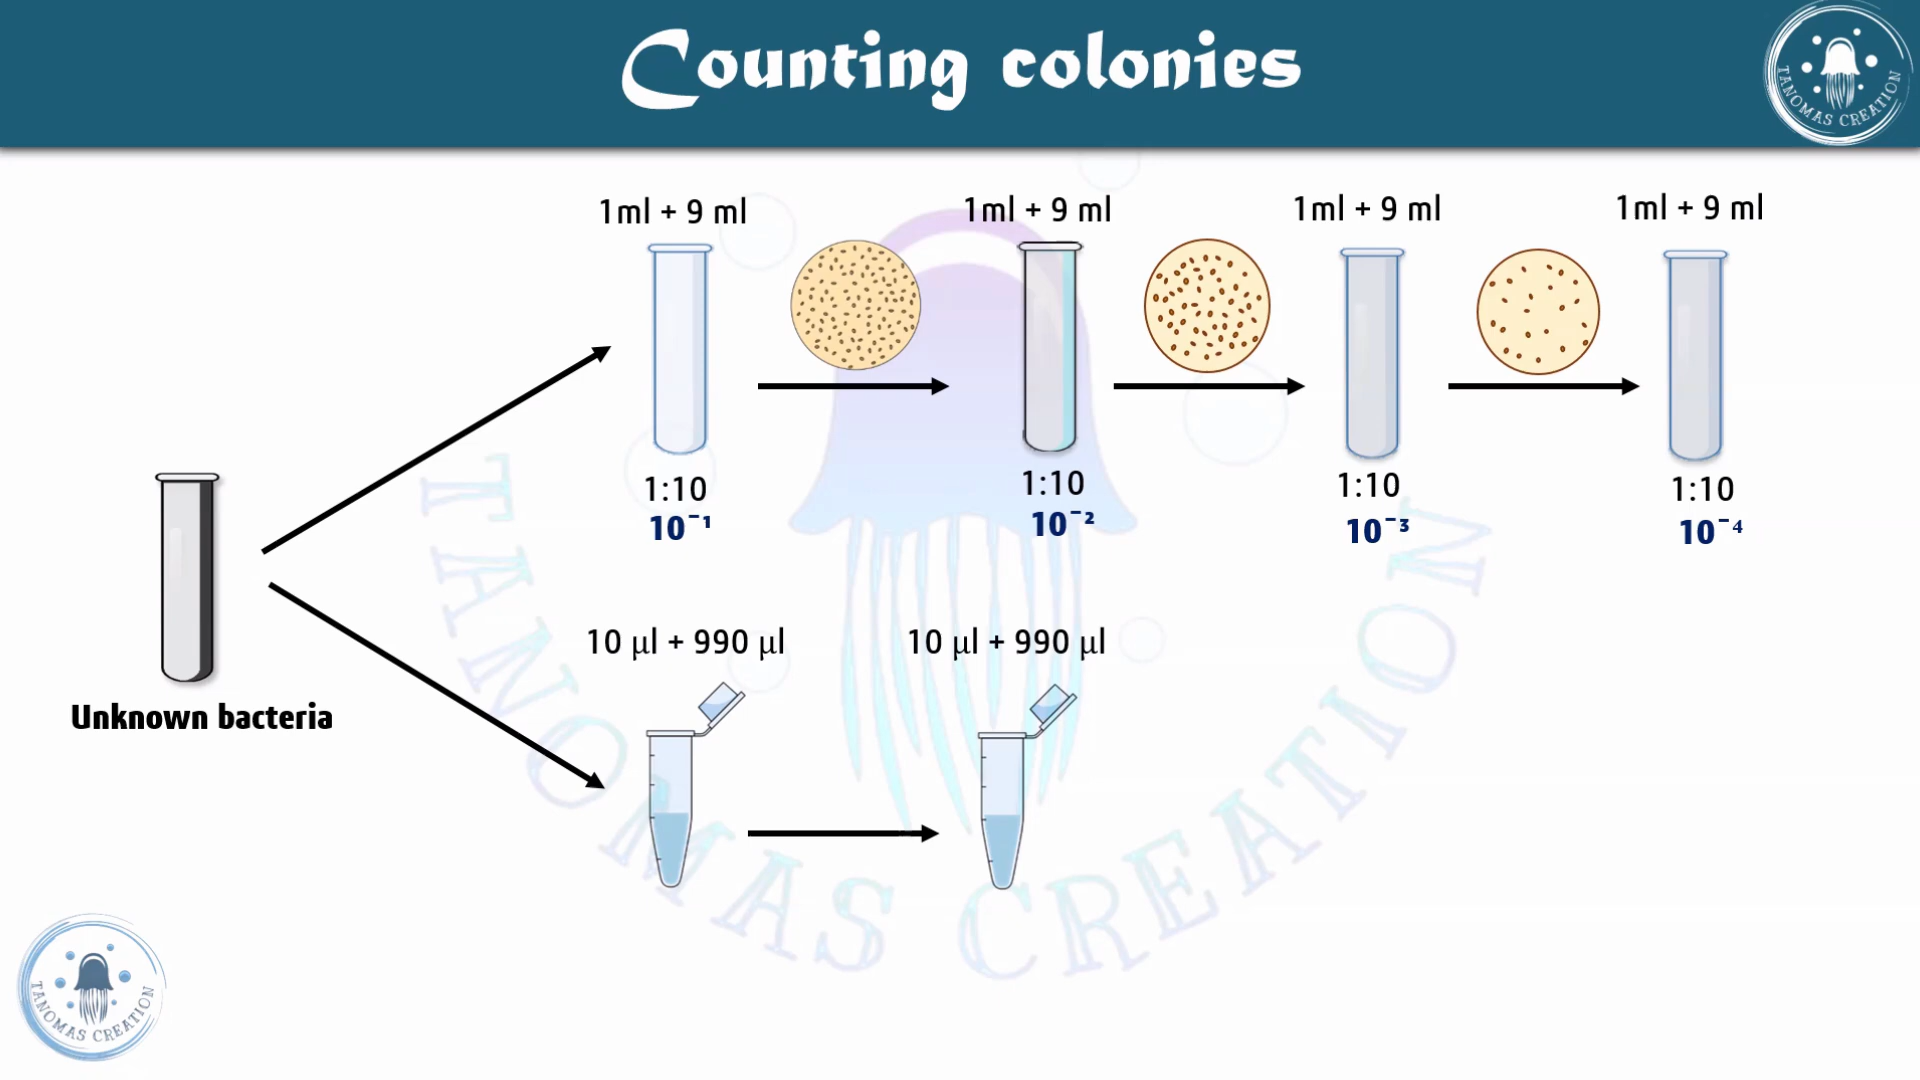 Counting colonies
TANOMAS CREATION
1ml + 9 ml
1ml + 9 ml
1ml + 9 ml
1ml + 9 ml
1:10
10⁻¹
1:10
10⁻²
1:10
10⁻³
1:10
10⁻⁴
Unknown bacteria
10 µl + 990 µl
10 µl + 990 µl
TANOMAS CREATION
TANOMAS CREATION